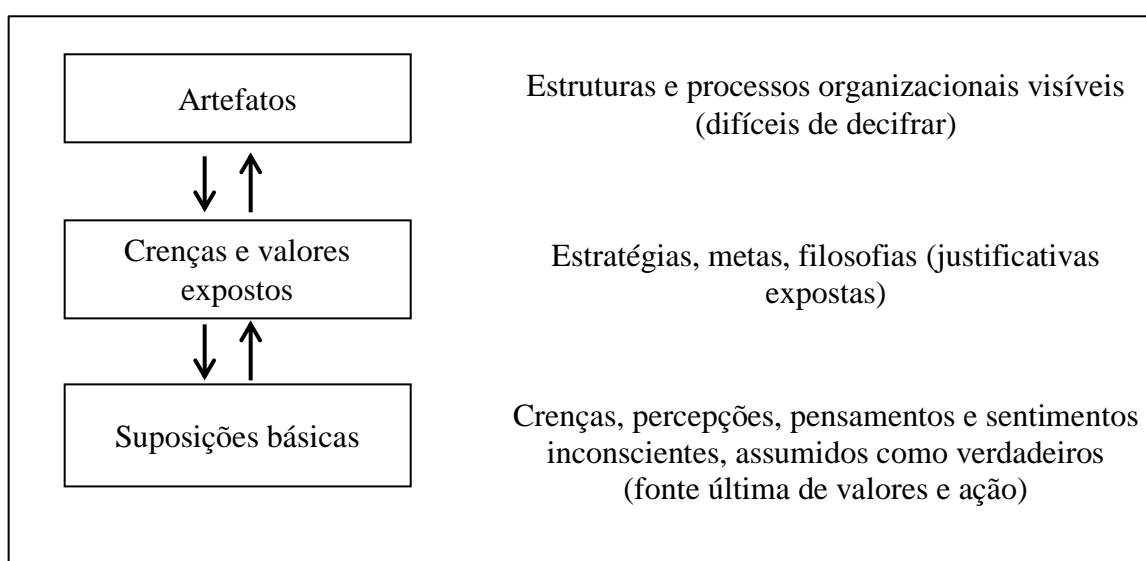 Artefatos
Estruturas e processos organizacionais visíveis
(difíceis de decifrar)
Crenças e valores
expostos
Estratégias, metas, filosofias (justificativas
expostas)
Suposições básicas
Crenças, percepções, pensamentos e sentimentos
inconscientes, assumidos como verdadeiros
(fonte última de valores e ação)